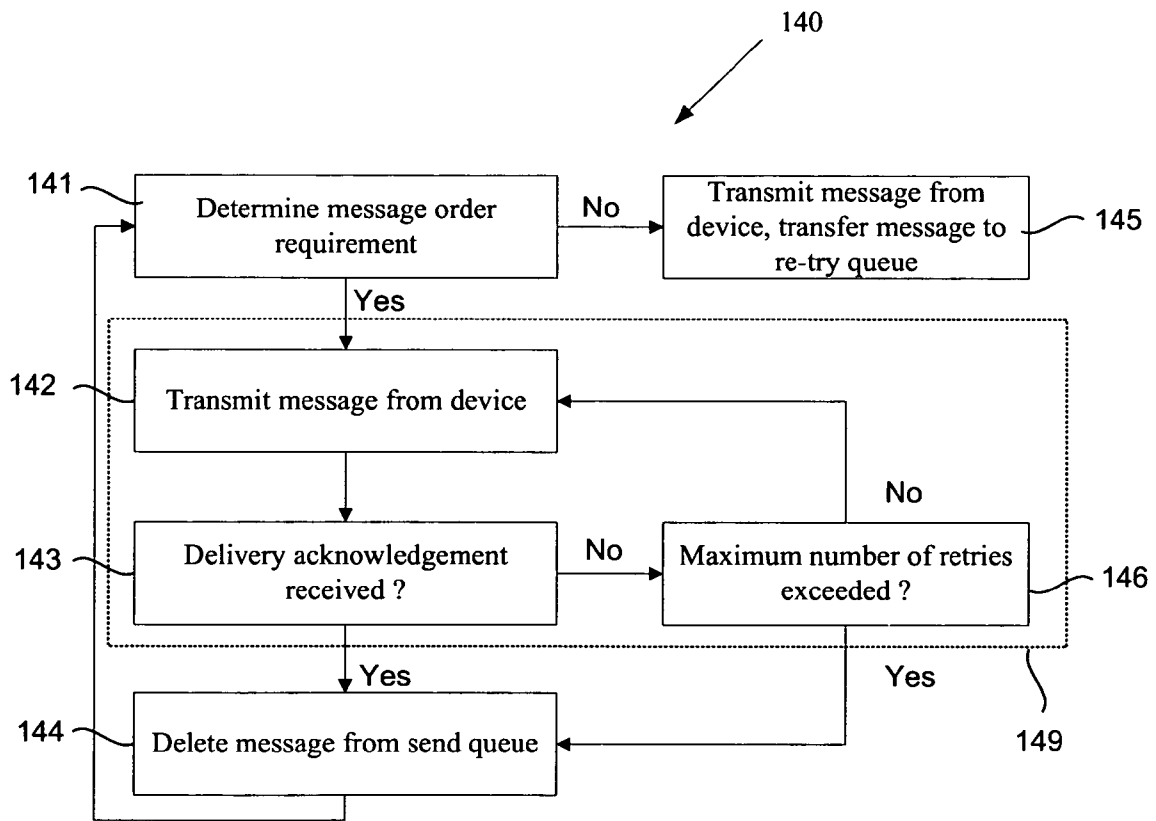 140
141
Determine message order
requirement
No
Transmit message from
device, transfer message to
re-try queue
145
Yes
142
Transmit message from device
No
143
Delivery acknowledgement
received ?
No
Maximum number of retries
exceeded ?
146
Yes
Yes
144
Delete message from send queue
149